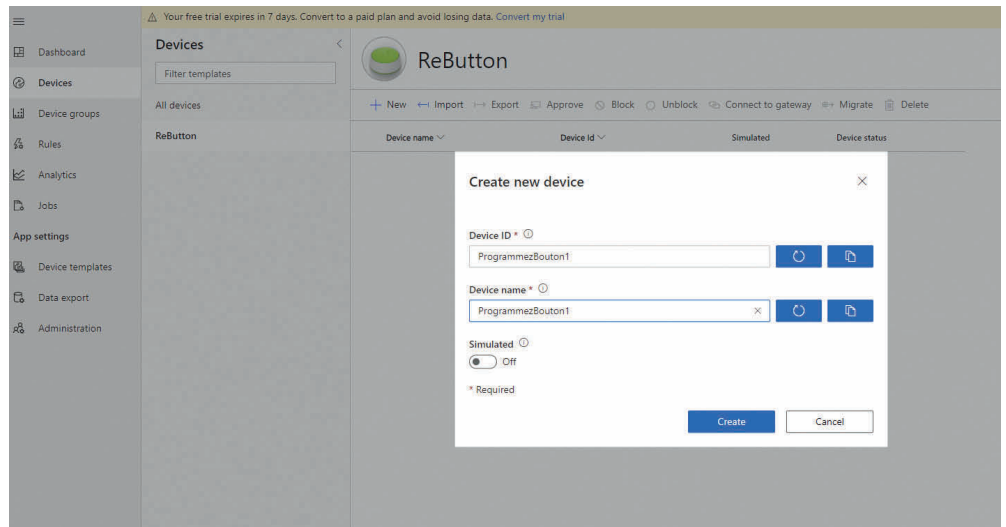 Your free trial expires in 7 days. Convert to a paid plan and avoid losing data. Convert my trial
Dashboard
Devices
Device groups
Rules
Analytics
Jobs
App settings
Device templates
Data export
Administration
Devices
Filter templates
All devices
ReButton
ReButton
New Import Export Approve Block Unblock Connect to gateway Migrate Delete
Device name Device Id Simulated Device status
Create new device
Device ID *
ProgrammezBouton1
Device name *
ProgrammezBouton1
Simulated
Off
* Required
Create Cancel